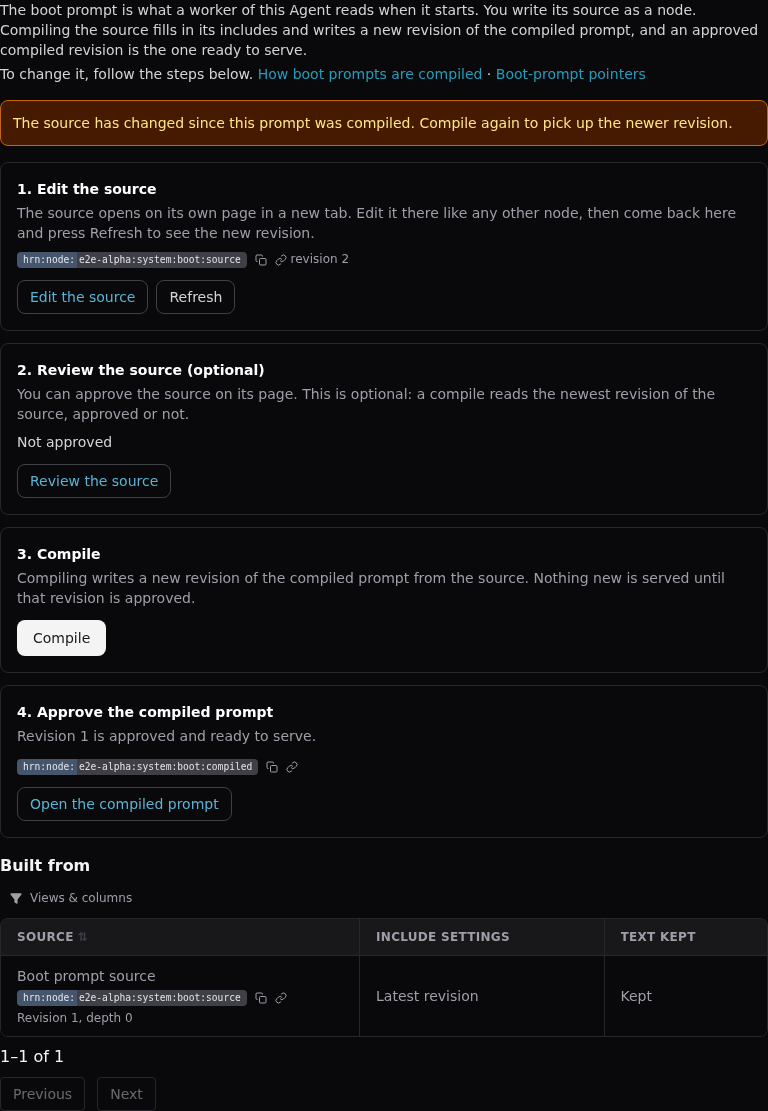 The boot prompt is what a worker of this Agent reads when it starts. You write its source as a node.
Compiling the source fills in its includes and writes a new revision of the compiled prompt, and an approved
compiled revision is the one ready to serve.
To change it, follow the steps below. How boot prompts are compiled · Boot-prompt pointers
The source has changed since this prompt was compiled. Compile again to pick up the newer revision.
1. Edit the source
The source opens on its own page in a new tab. Edit it there like any other node, then come back here
and press Refresh to see the new revision.
hrn:node: e2e-alpha:system:boot:source revision 2
Edit the source Refresh
2. Review the source (optional)
You can approve the source on its page. This is optional: a compile reads the newest revision of the
source, approved or not.
Not approved
Review the source
3. Compile
Compiling writes a new revision of the compiled prompt from the source. Nothing new is served until
that revision is approved.
Compile
4. Approve the compiled prompt
Revision 1 is approved and ready to serve.
hrn:node: e2e-alpha:system:boot:compiled
Open the compiled prompt
Built from
Views & columns
SOURCE ⇅ INCLUDE SETTINGS TEXT KEPT
Boot prompt source
hrn:node: e2e-alpha:system:boot:source
Revision 1, depth 0
Latest revision
Kept
1–1 of 1
Previous Next